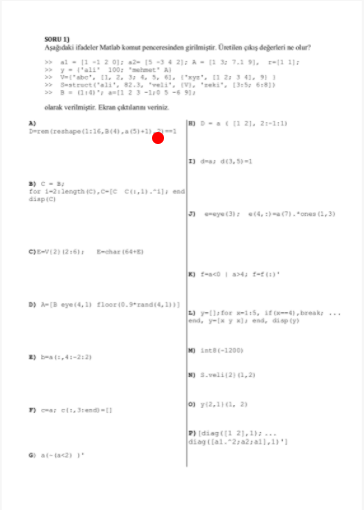 SORU 1)
Aşağıdaki ifadeler Matlab komut penceresinden girilmiştir. Üretilen çıkış değerleri ne olur?
>> a1 = [1 -1 2 0]; a2= [5 -3 4 2]; A = [1 3; 7.1 9], r=[1 1];
>> y = {'ali' 100; 'mehmet' A}
>> V={'abc', [1, 2, 3; 4, 5, 6], {'xyz', [1 2; 3 4], 9} }
>> S=struct('ali', 82.3, 'veli', {V}, 'zeki', [3:5; 6:8])
>> B = (1:4)'; a=[1 2 3 -1;0 5 -6 9];
olarak verilmiştir. Ekran çıktılarını veriniz.
A)
D=rem(reshape(1:16,B(4),a(5)+1)
B) C = B;
for i=2:length(C),C=[C C(:,1).^i]; end
disp(C)
C)E=V{2}(2:6); E=char(64+E)
D) A=[B eye(4,1) floor(0.9*rand(4,1))]
E) b=a(:,4:-2:2)
F) c=a; c(:,3:end)=[]
G) a(~(a<2) )'
H) D = a ( [1 2], 2:-1:1)
I) d=a; d(3,5)=1
J) e=eye(3); e(4,:)=a(7).*ones(1,3)
K) f=a<0 | a>4; f=f(:)'
L) y=[];for x=1:5, if(x==4),break; ...
end, y=[x y x]; end, disp(y)
M) int8(-1200)
N) S.veli{2}(1,2)
O) y{2,1}(1, 2)
P)[diag([1 2],1); ...
diag([a1.^2;a2;a1],1)']